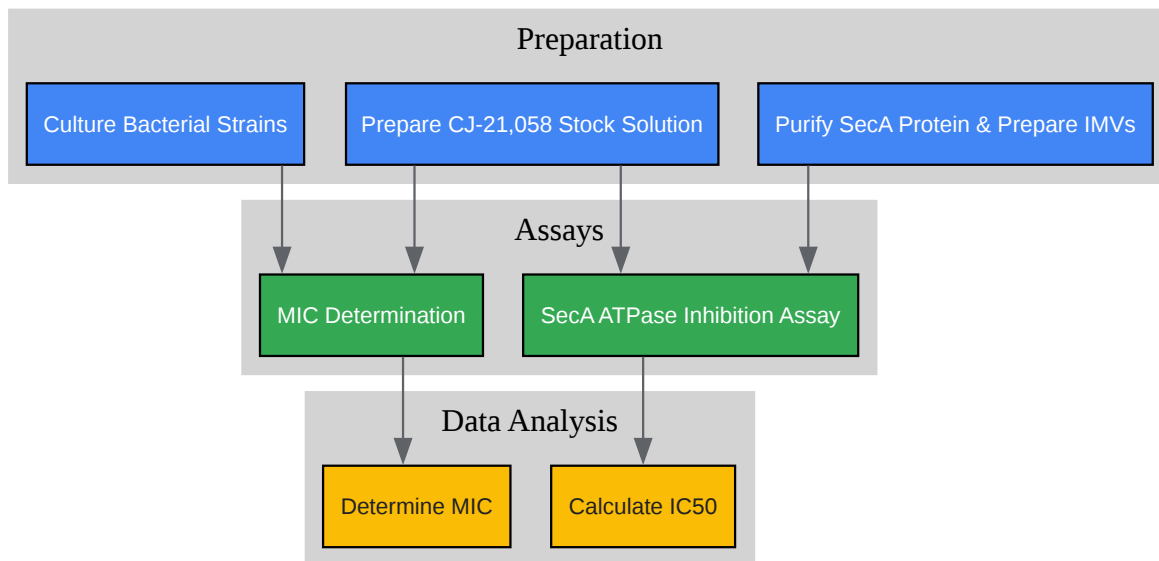 Preparation
Culture Bacterial Strains
Prepare CJ-21,058 Stock Solution
Purify SecA Protein & Prepare IMVs
Assays
MIC Determination
SecA ATPase Inhibition Assay
Data Analysis
Determine MIC
Calculate IC50